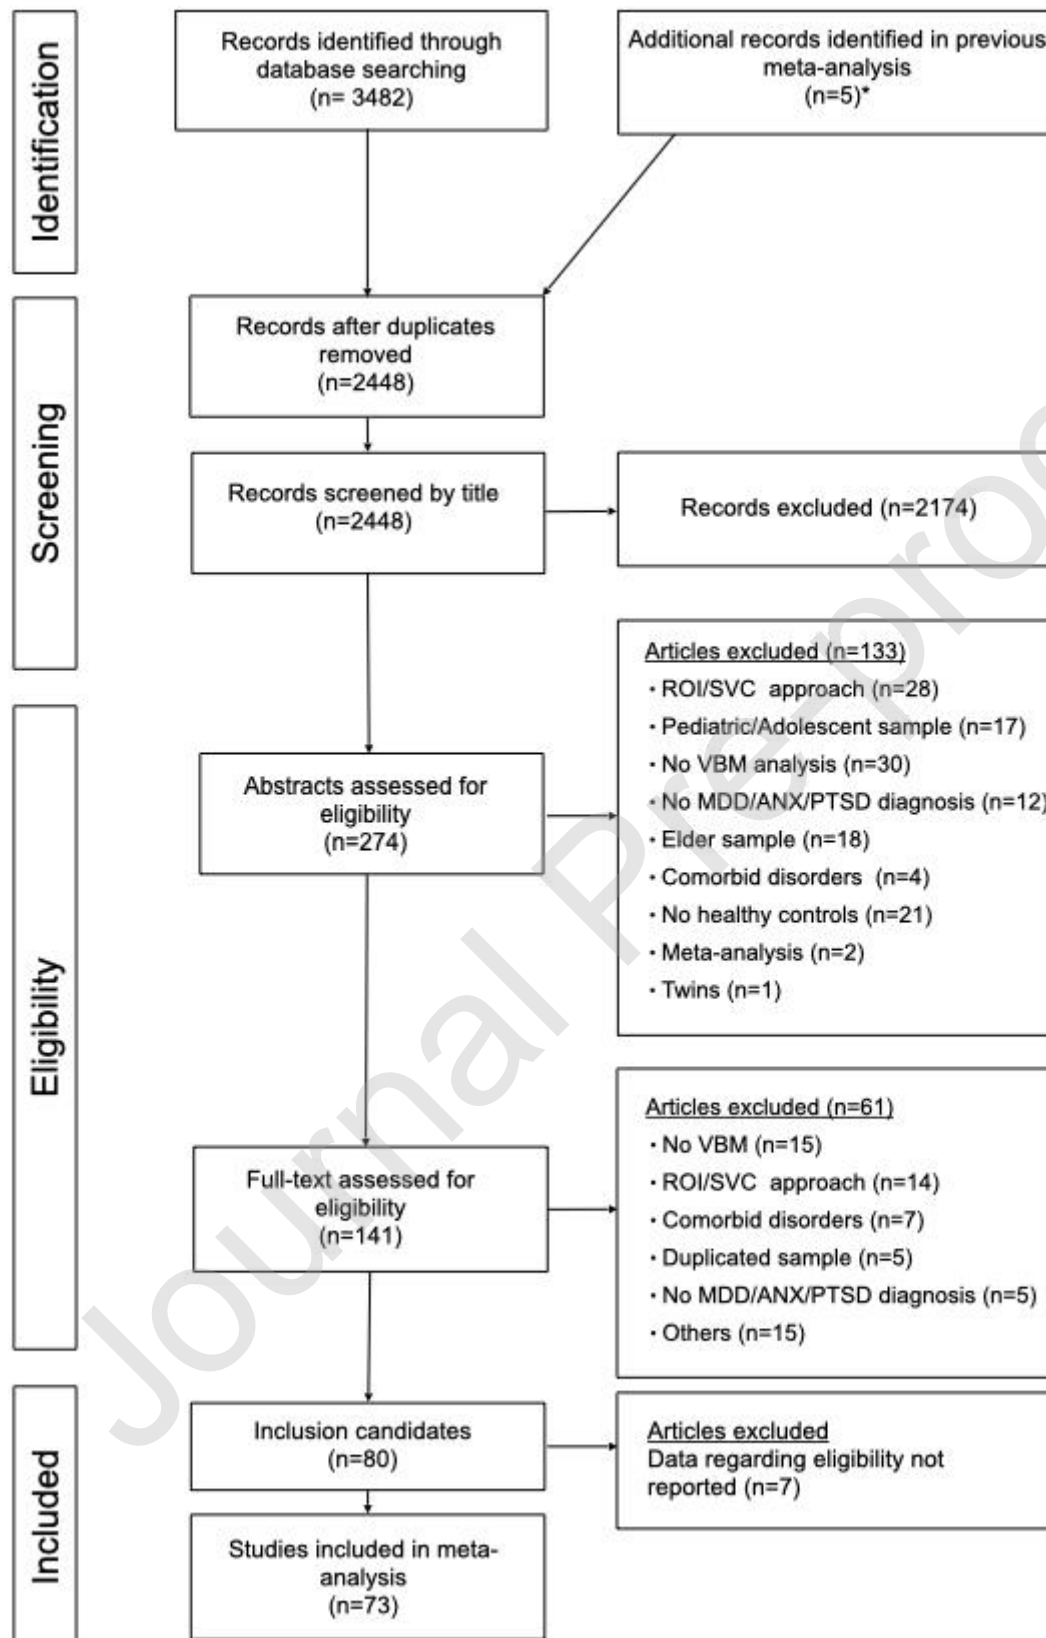 Identification
Records identified through
database searching
(n= 3482)
Additional records identified in previous
meta-analysis
(n=5)*
Screening
Records after duplicates
removed
(n=2448)
Records screened by title
(n=2448)
Records excluded (n=2174)
Eligibility
Abstracts assessed for
eligibility
(n=274)
Articles excluded (n=133)
· ROI/SVC approach (n=28)
· Pediatric/Adolescent sample (n=17)
· No VBM analysis (n=30)
· No MDD/ANX/PTSD diagnosis (n=12)
· Elder sample (n=18)
· Comorbid disorders (n=4)
· No healthy controls (n=21)
· Meta-analysis (n=2)
· Twins (n=1)
Full-text assessed for
eligibility
(n=141)
Articles excluded (n=61)
· No VBM (n=15)
· ROI/SVC approach (n=14)
· Comorbid disorders (n=7)
· Duplicated sample (n=5)
· No MDD/ANX/PTSD diagnosis (n=5)
· Others (n=15)
Included
Inclusion candidates
(n=80)
Articles excluded
Data regarding eligibility not
reported (n=7)
Studies included in meta-
analysis
(n=73)
Journal Pre-proo